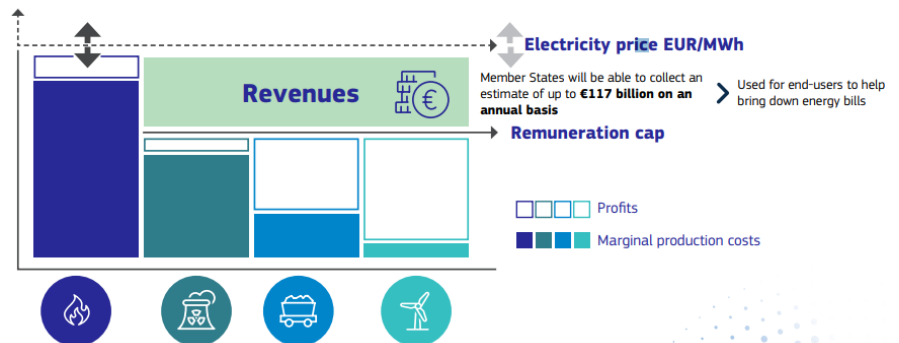 Electricity price EUR/MWh
Member States will be able to collect an
estimate of up to €117 billion on an
annual basis
Used for end-users to help
bring down energy bills
Revenues
€
Remuneration cap
Profits
Marginal production costs